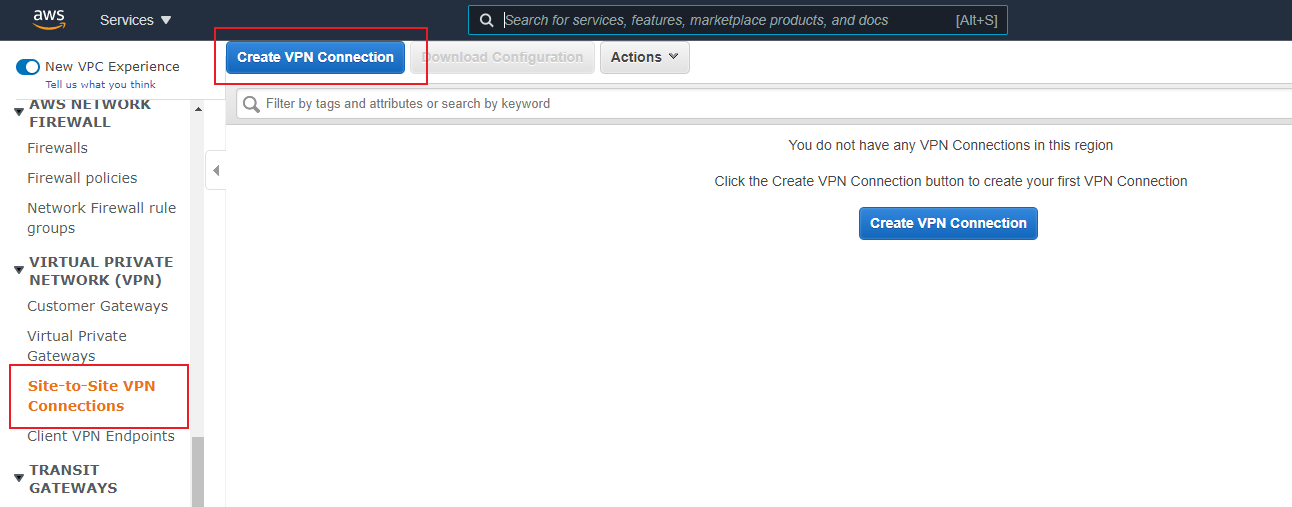 aws
Services
Search for services, features, marketplace products, and docs
[Alt+S]
New VPC Experience
Tell us what you think
AWS NETWORK
FIREWALL
Firewalls
Firewall policies
Network Firewall rule
groups
VIRTUAL PRIVATE
NETWORK (VPN)
Customer Gateways
Virtual Private
Gateways
Site-to-Site VPN
Connections
Client VPN Endpoints
TRANSIT
GATEWAYS
Create VPN Connection
Download Configuration
Actions
Filter by tags and attributes or search by keyword
You do not have any VPN Connections in this region
Click the Create VPN Connection button to create your first VPN Connection
Create VPN Connection